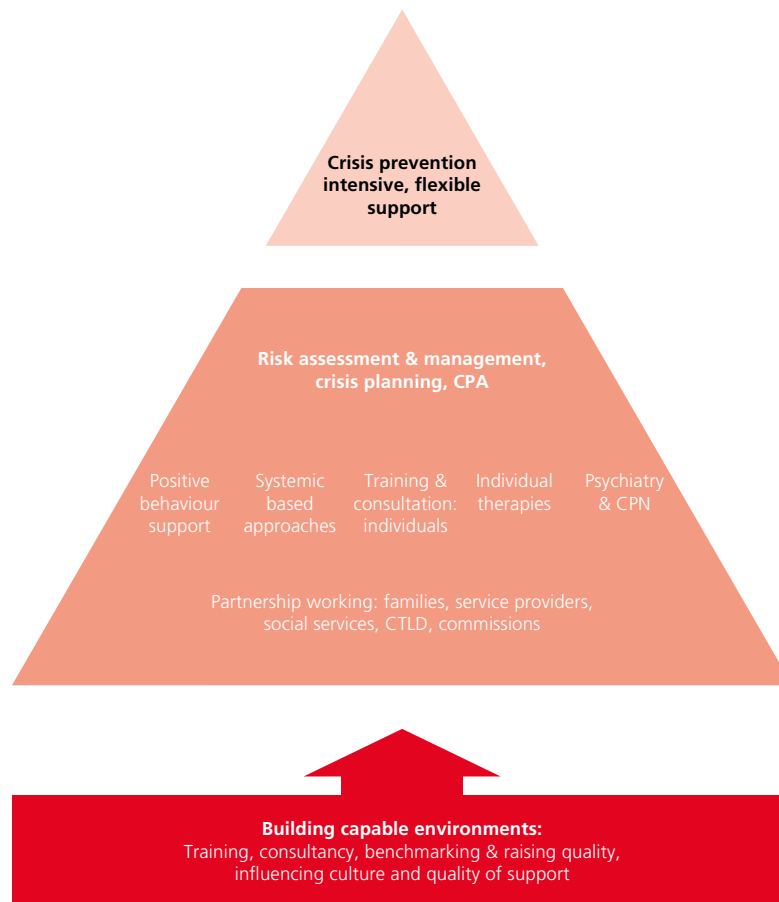 Crisis prevention
intensive, flexible
support
Risk assessment & management,
crisis planning, CPA
Positive
behaviour
support
Systemic
based
approaches
Training &
consultation:
individuals
Individual
therapies
Psychiatry
& CPN
Partnership working: families, service providers,
social services, CTLD, commissions
Building capable environments:
Training, consultancy, benchmarking & raising quality,
influencing culture and quality of support